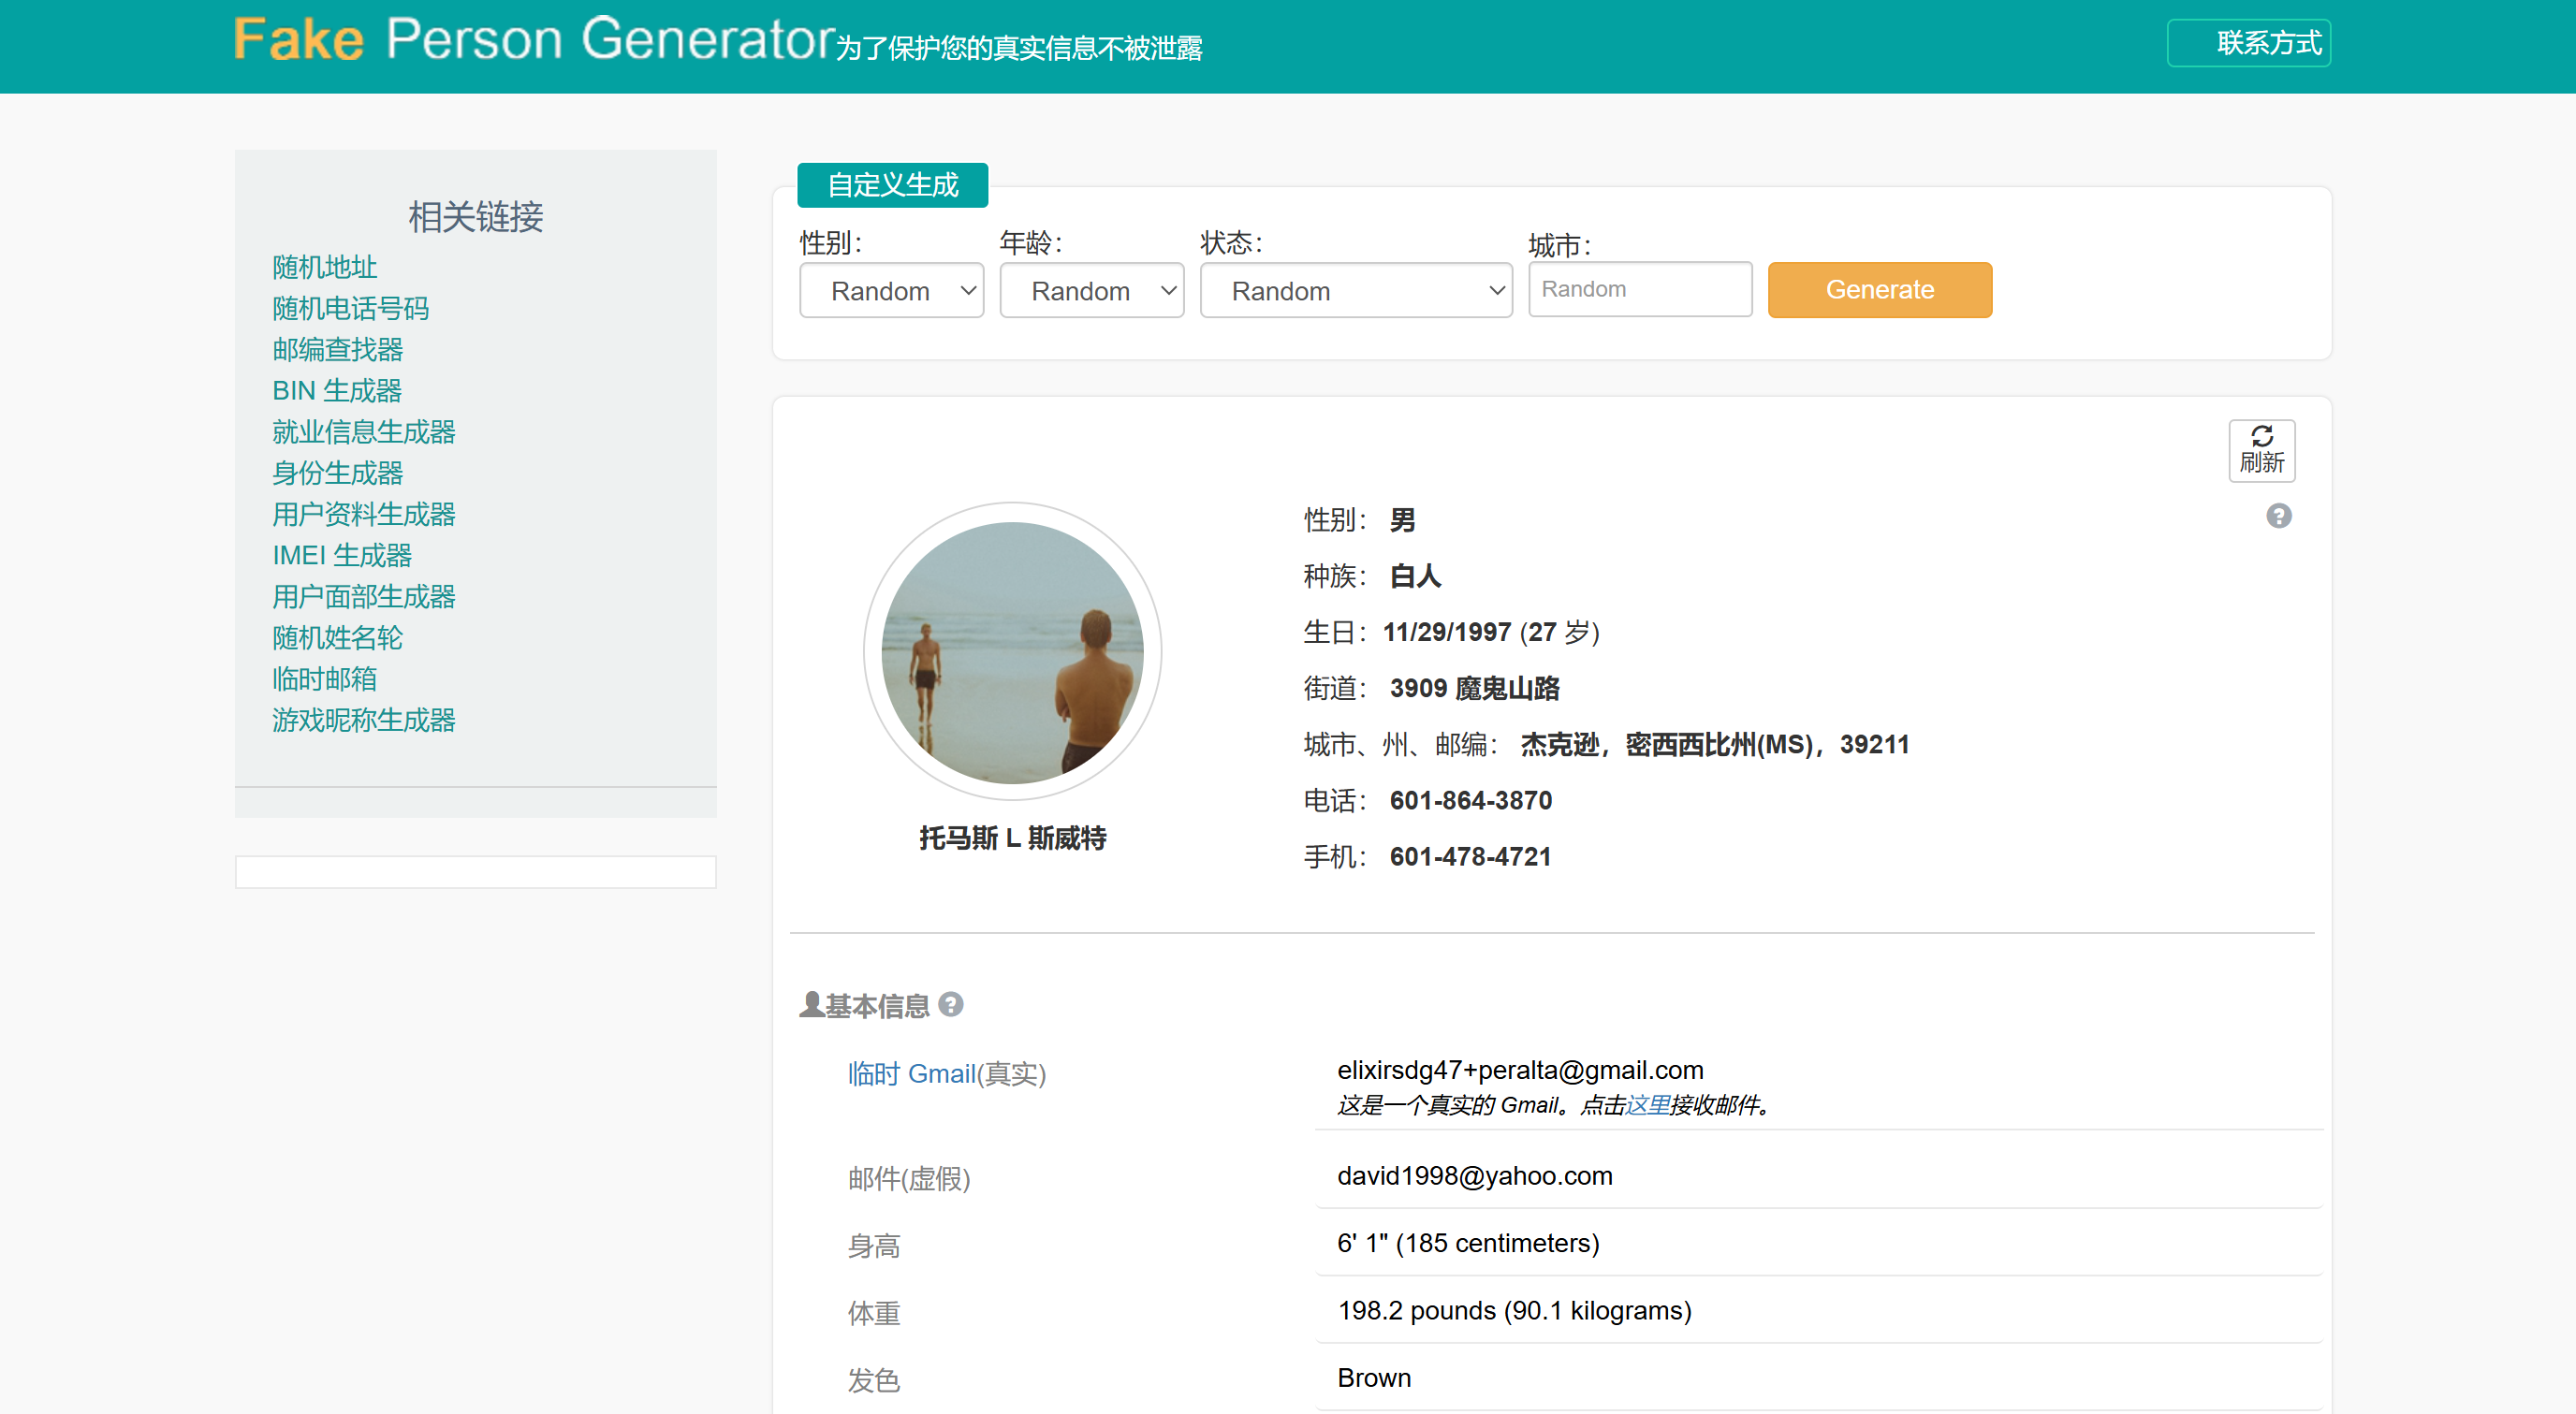 Fake Person Generator为了保护您的真实信息不被泄露
联系方式
相关链接
随机地址
随机电话号码
邮编查找器
BIN 生成器
就业信息生成器
身份生成器
用户资料生成器
IMEI 生成器
用户面部生成器
随机姓名轮
临时邮箱
游戏昵称生成器
自定义生成
性别： 年龄： 状态： 城市：
Random Random Random Random Generate
刷新
性别： 男
种族： 白人
生日：11/29/1997 (27 岁)
街道： 3909 魔鬼山路
城市、州、邮编： 杰克逊，密西西比州(MS)，39211
电话： 601-864-3870
手机： 601-478-4721
托马斯 L 斯威特
基本信息
临时 Gmail(真实) elixirsdg47+peralta@gmail.com
这是一个真实的 Gmail。点击这里接收邮件。
邮件(虚假) david1998@yahoo.com
身高 6' 1" (185 centimeters)
体重 198.2 pounds (90.1 kilograms)
发色 Brown